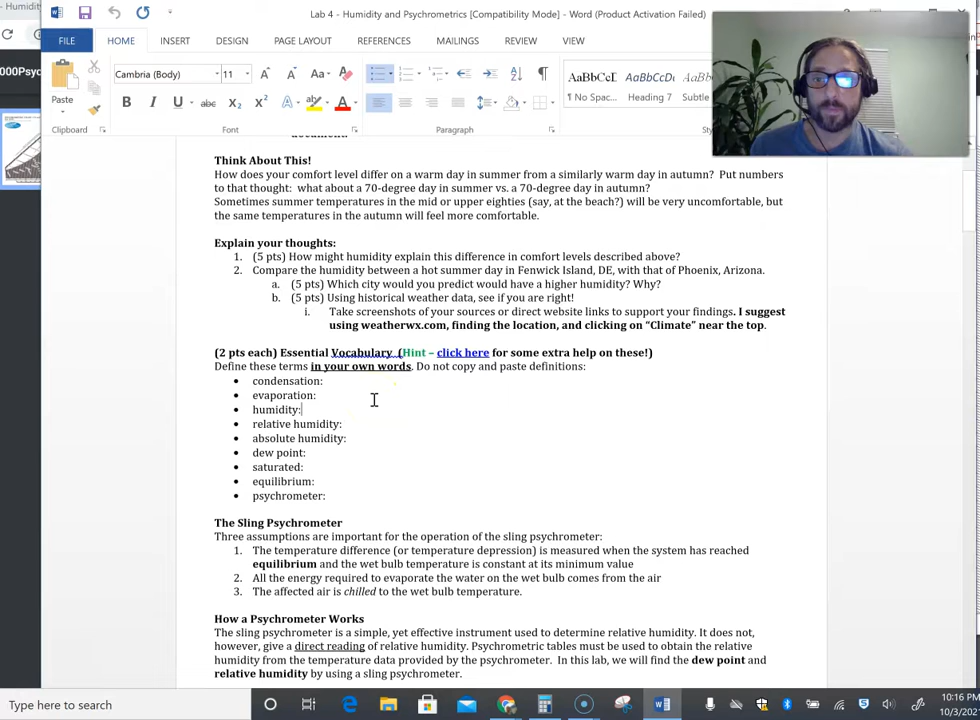 Lab 4 - Humidity and Psychrometrics [Compatibility Mode] - Word (Product Activation Failed)
FILE HOME INSERT DESIGN PAGE LAYOUT REFERENCES MAILINGS REVIEW VIEW
000Psyc
Cambria (Body) 11
Paste
AaBbCcD AaBbCcDc AaBbC
¶ No Spac... Heading 7 Subtle
Clipboard Font Paragraph
document.
Think About This!
How does your comfort level differ on a warm day in summer from a similarly warm day in autumn? Put numbers
to that thought: what about a 70-degree day in summer vs. a 70-degree day in autumn?
Sometimes summer temperatures in the mid or upper eighties (say, at the beach?) will be very uncomfortable, but
the same temperatures in the autumn will feel more comfortable.
Explain your thoughts:
1. (5 pts) How might humidity explain this difference in comfort levels described above?
2. Compare the humidity between a hot summer day in Fenwick Island, DE, with that of Phoenix, Arizona.
a. (5 pts) Which city would you predict would have a higher humidity? Why?
b. (5 pts) Using historical weather data, see if you are right!
i. Take screenshots of your sources or direct website links to support your findings. I suggest
using weatherwx.com, finding the location, and clicking on “Climate” near the top.
(2 pts each) Essential Vocabulary (Hint – click here for some extra help on these!)
Define these terms in your own words. Do not copy and paste definitions:
• condensation:
• evaporation:
• humidity:
• relative humidity:
• absolute humidity:
• dew point:
• saturated:
• equilibrium:
• psychrometer:
The Sling Psychrometer
Three assumptions are important for the operation of the sling psychrometer:
1. The temperature difference (or temperature depression) is measured when the system has reached
equilibrium and the wet bulb temperature is constant at its minimum value
2. All the energy required to evaporate the water on the wet bulb comes from the air
3. The affected air is chilled to the wet bulb temperature.
How a Psychrometer Works
The sling psychrometer is a simple, yet effective instrument used to determine relative humidity. It does not,
however, give a direct reading of relative humidity. Psychrometric tables must be used to obtain the relative
humidity from the temperature data provided by the psychrometer. In this lab, we will find the dew point and
relative humidity by using a sling psychrometer.
Type here to search
10:16 PM
10/3/202